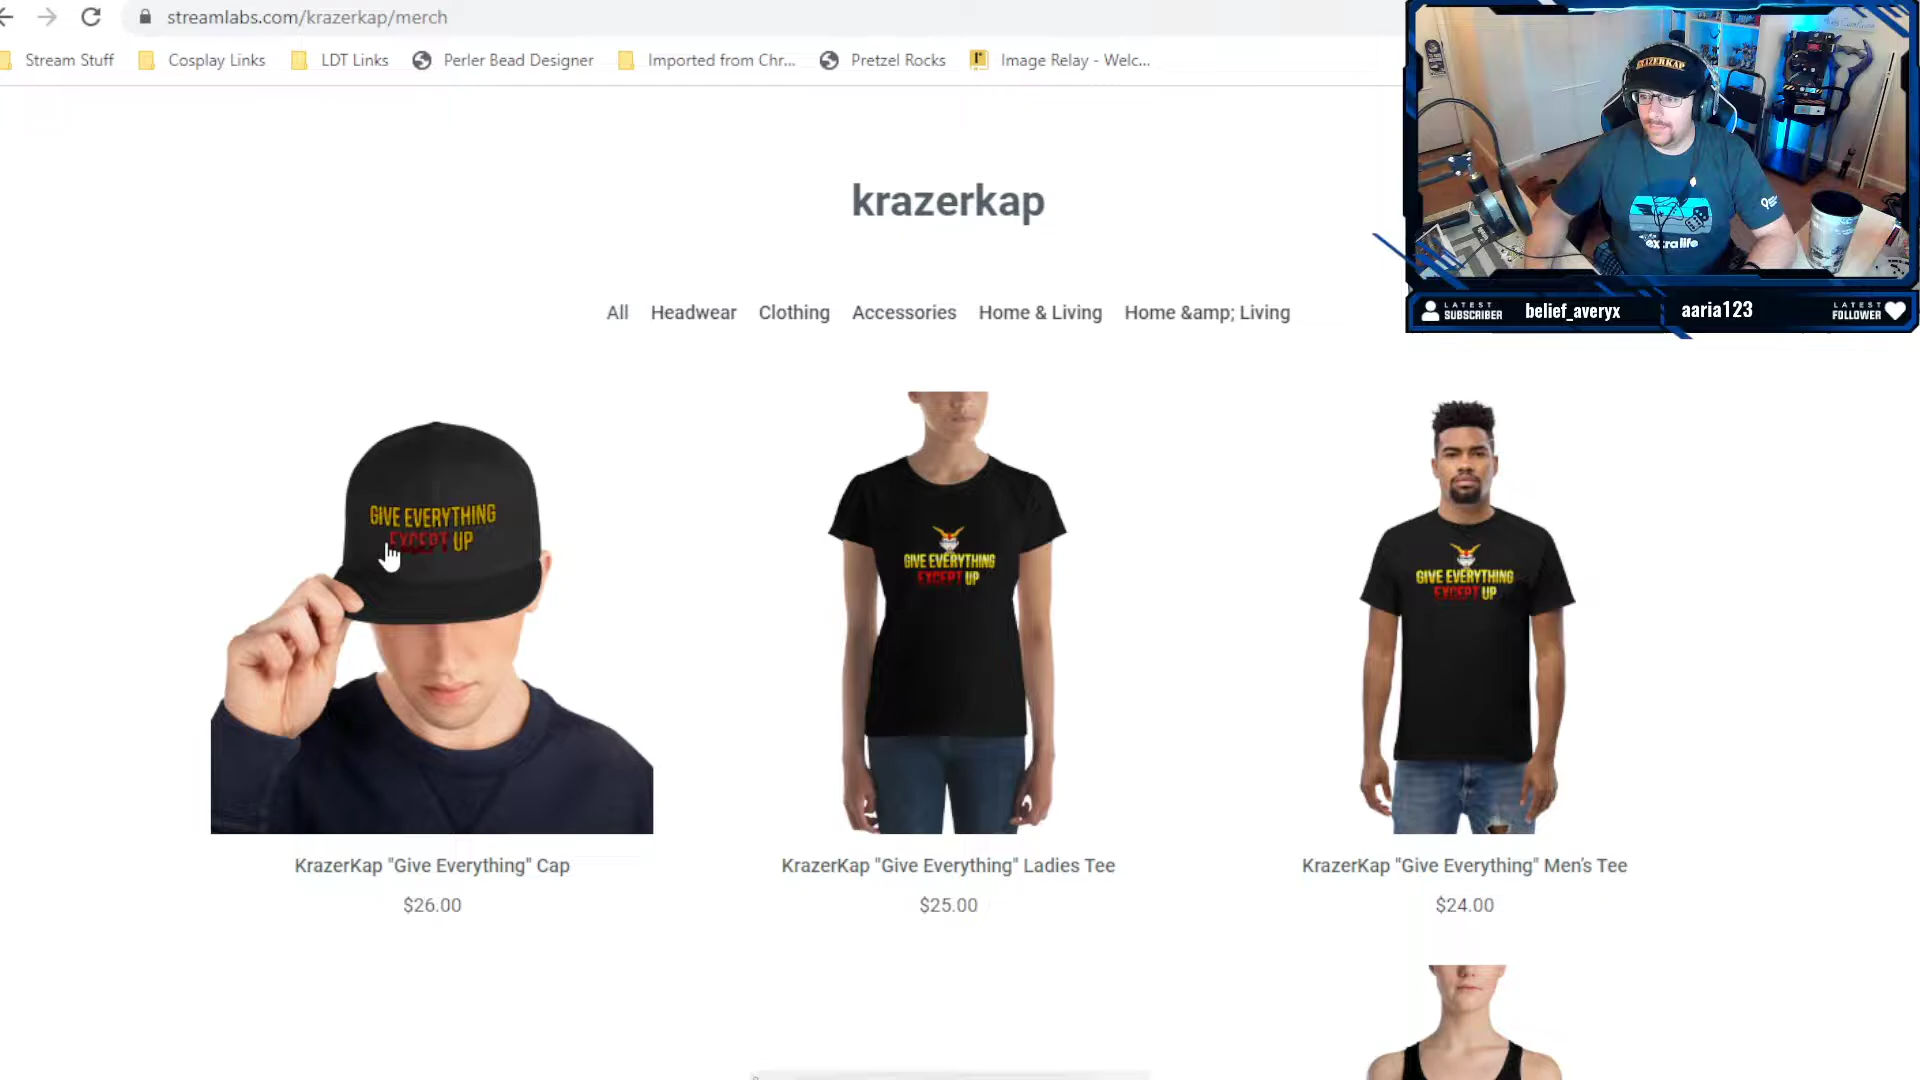 streamlabs.com/krazerkap/merch
Stream Stuff
Cosplay Links
LDT Links
Perler Bead Designer
Imported from Chr...
Pretzel Rocks
Image Relay - Welc...
KRAZERKAP
extralife
LATEST SUBSCRIBER
belief_averyx
aaria123
LATEST FOLLOWER
krazerkap
All
Headwear
Clothing
Accessories
Home & Living
Home &amp; Living
GIVE EVERYTHING
EXCEPT UP
GIVE EVERYTHING
EXCEPT UP
GIVE EVERYTHING
EXCEPT UP
KrazerKap "Give Everything" Cap
$26.00
KrazerKap "Give Everything" Ladies Tee
$25.00
KrazerKap "Give Everything" Men's Tee
$24.00